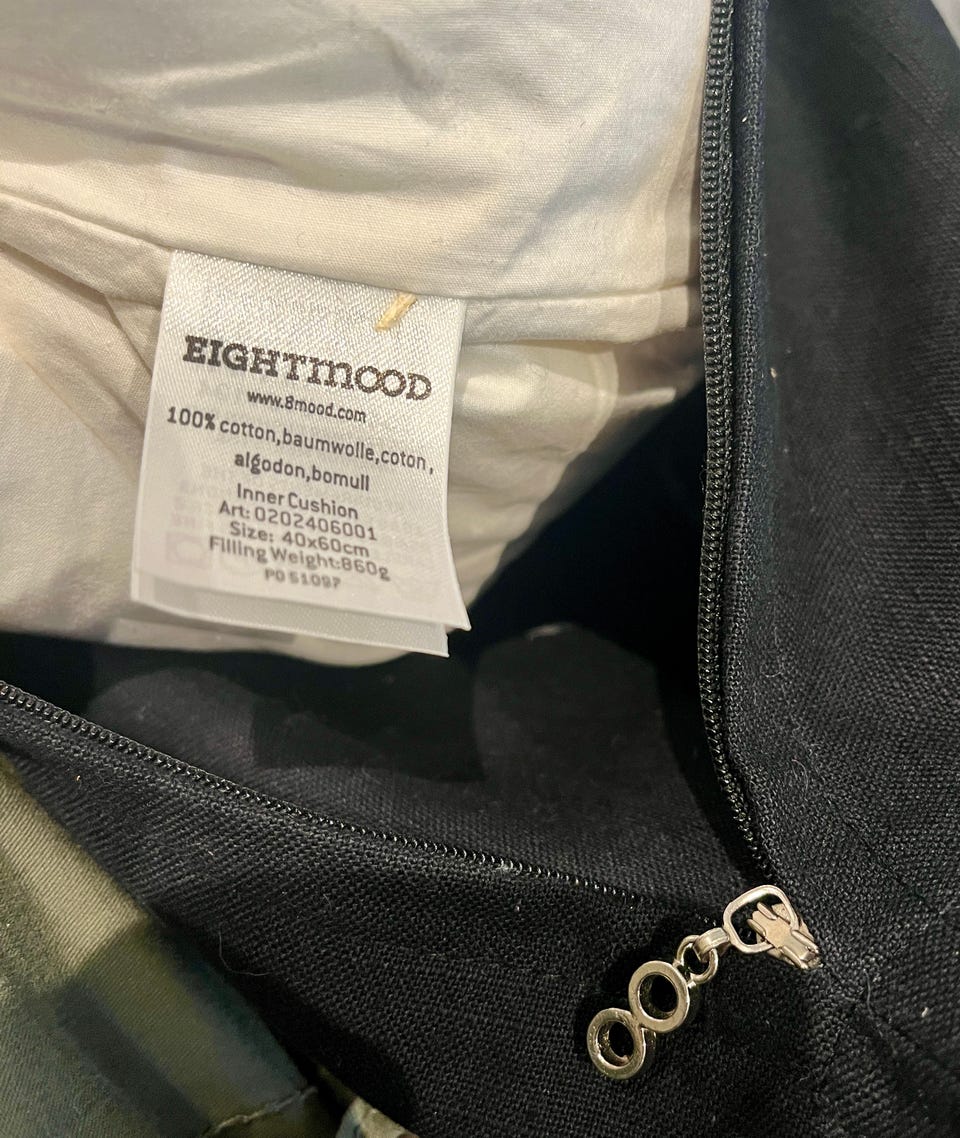 EIGHTMOOD
www.8mood.com
100% cotton,baumwolle,coton,
algodon,bomull
Inner Cushion
Art: 0202406001
Size: 40x60cm
Filling Weight:860g
PO 51097